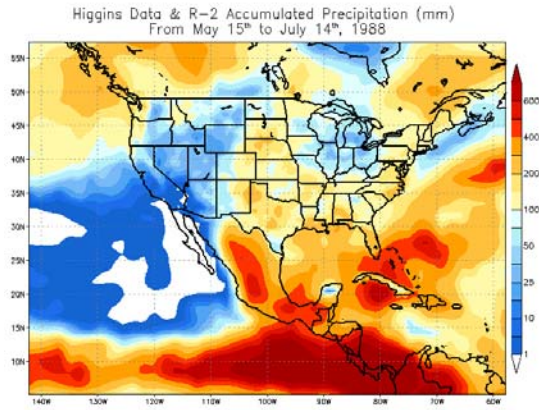 Higgins Data & R-2 Accumulated Precipitation (mm)
From May 15th to July 14th, 1988
55N
50N
45N
40N
35N
30N
25N
20N
15N
10N
140W 130W 120W 110W 100W 90W 80W 70W 60W
600
400
200
100
50
25
10
1